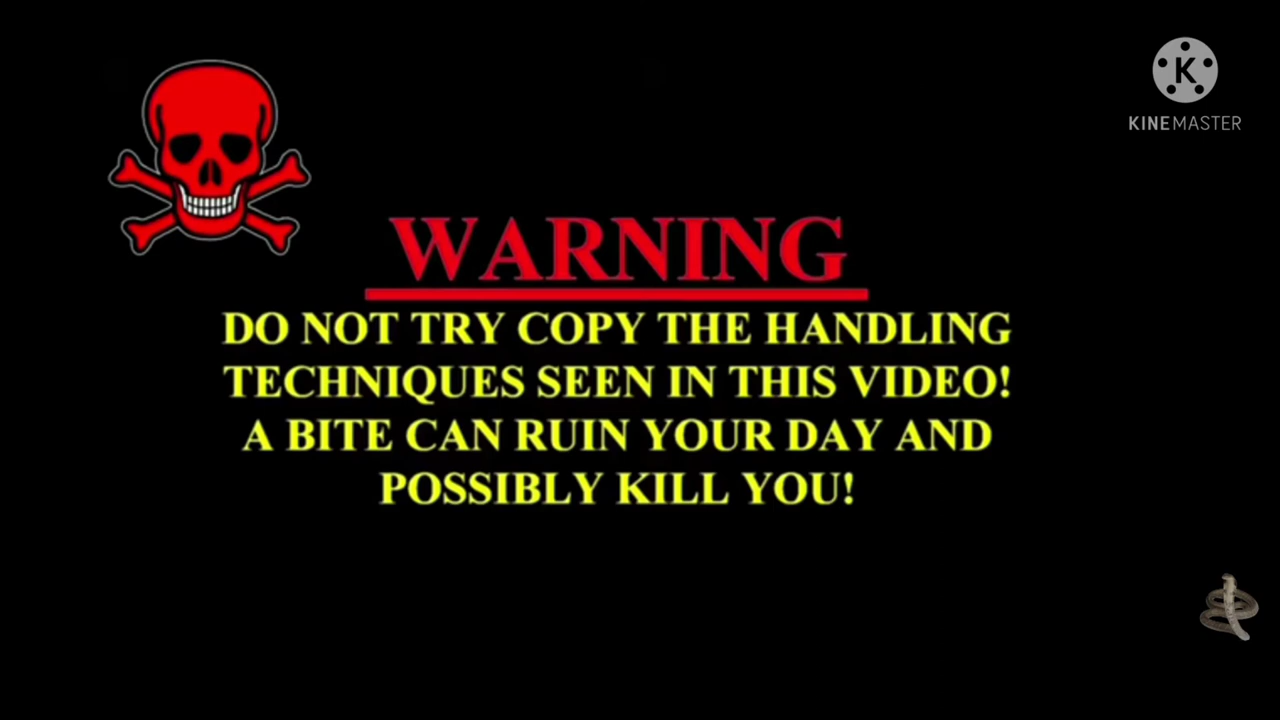 K
KINEMASTER
WARNING
DO NOT TRY COPY THE HANDLING
TECHNIQUES SEEN IN THIS VIDEO!
A BITE CAN RUIN YOUR DAY AND
POSSIBLY KILL YOU!